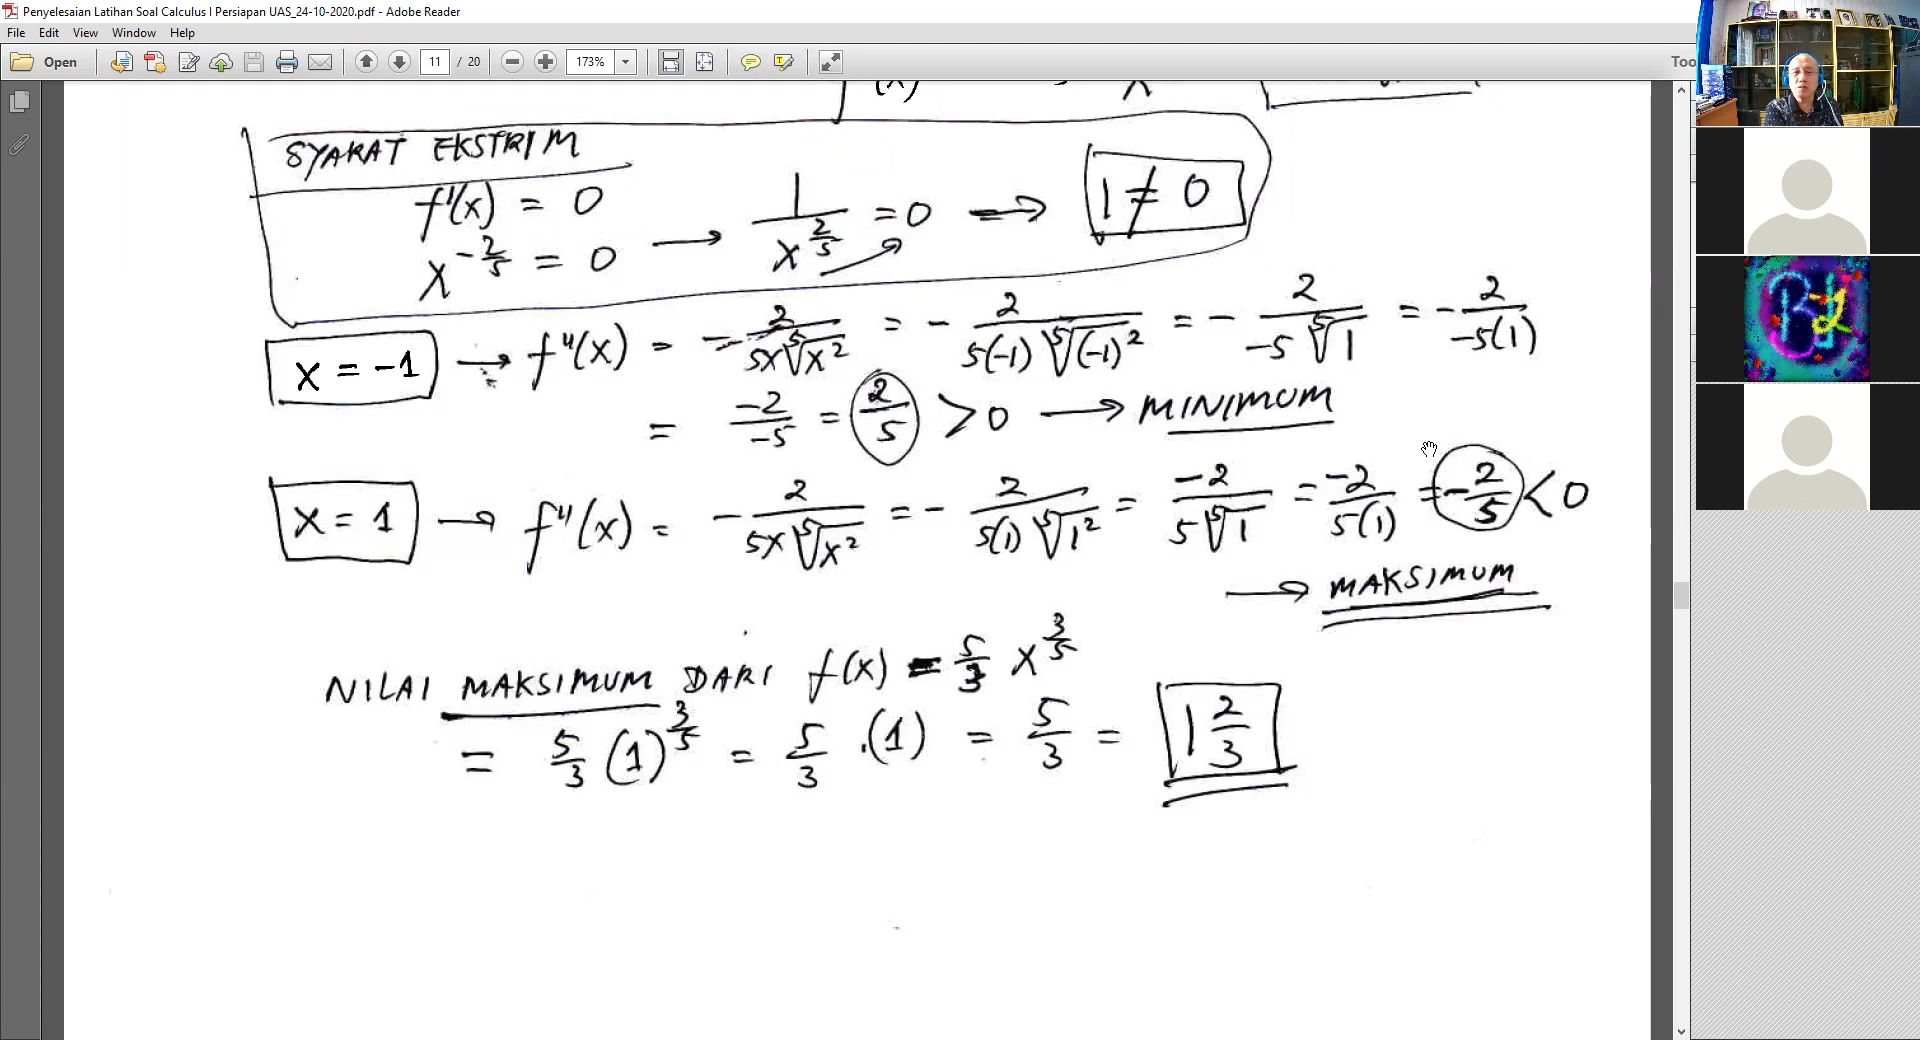 Penyelesaian Latihan Soal Calculus I Persiapan UAS_24-10-2020.pdf - Adobe Reader
File Edit View Window Help
Open 11 / 20 173% Too
f (x) = x
SYARAT EKSTRIM
f'(x) = 0
x^{-2/5} = 0 → 1/x^{2/5} = 0 ⇒ 1 ≠ 0
x = -1 → f"(x) = - 2/(5x ⁵√x²) = - 2/(5(-1) ⁵√(-1)²) = - 2/(-5 ⁵√1) = - 2/(-5(1))
= -2/-5 = 2/5 > 0 → MINIMUM
x = 1 → f"(x) = - 2/(5x ⁵√x²) = - 2/(5(1) ⁵√1²) = -2/(5 ⁵√1) = -2/(5(1)) = -2/5 < 0
→ MAKSIMUM
NILAI MAKSIMUM DARI f(x) = 5/3 x^{3/5}
= 5/3 (1)^{3/5} = 5/3 .(1) = 5/3 = 1 2/3